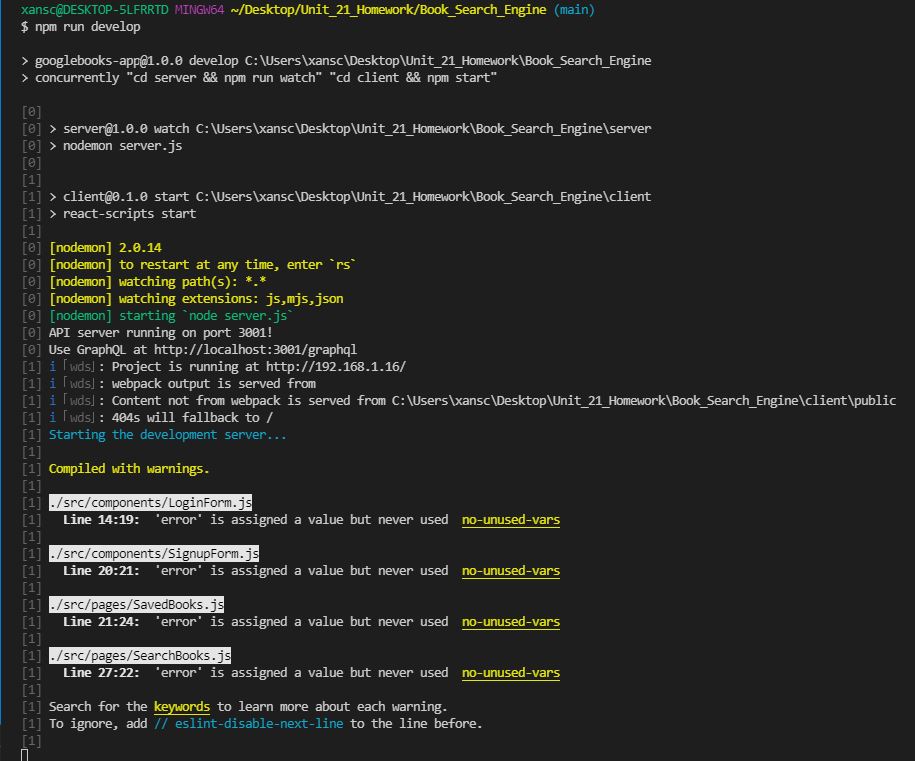 xansc@DESKTOP-5LFRRTD MINGW64 ~/Desktop/Unit_21_Homework/Book_Search_Engine (main)
$ npm run develop

> googlebooks-app@1.0.0 develop C:\Users\xansc\Desktop\Unit_21_Homework\Book_Search_Engine
> concurrently "cd server && npm run watch" "cd client && npm start"

[0]
[0] > server@1.0.0 watch C:\Users\xansc\Desktop\Unit_21_Homework\Book_Search_Engine\server
[0] > nodemon server.js
[0]
[1]
[1] > client@0.1.0 start C:\Users\xansc\Desktop\Unit_21_Homework\Book_Search_Engine\client
[1] > react-scripts start
[1]
[0] [nodemon] 2.0.14
[0] [nodemon] to restart at any time, enter `rs`
[0] [nodemon] watching path(s): *.*
[0] [nodemon] watching extensions: js,mjs,json
[0] [nodemon] starting `node server.js`
[0] API server running on port 3001!
[0] Use GraphQL at http://localhost:3001/graphql
[1] i ｢wds｣: Project is running at http://192.168.1.16/
[1] i ｢wds｣: webpack output is served from
[1] i ｢wds｣: Content not from webpack is served from C:\Users\xansc\Desktop\Unit_21_Homework\Book_Search_Engine\client\public
[1] i ｢wds｣: 404s will fallback to /
[1] Starting the development server...
[1]
[1] Compiled with warnings.
[1]
[1] ./src/components/LoginForm.js
[1]   Line 14:19:  'error' is assigned a value but never used  no-unused-vars
[1]
[1] ./src/components/SignupForm.js
[1]   Line 20:21:  'error' is assigned a value but never used  no-unused-vars
[1]
[1] ./src/pages/SavedBooks.js
[1]   Line 21:24:  'error' is assigned a value but never used  no-unused-vars
[1]
[1] ./src/pages/SearchBooks.js
[1]   Line 27:22:  'error' is assigned a value but never used  no-unused-vars
[1]
[1] Search for the keywords to learn more about each warning.
[1] To ignore, add // eslint-disable-next-line to the line before.
[1]